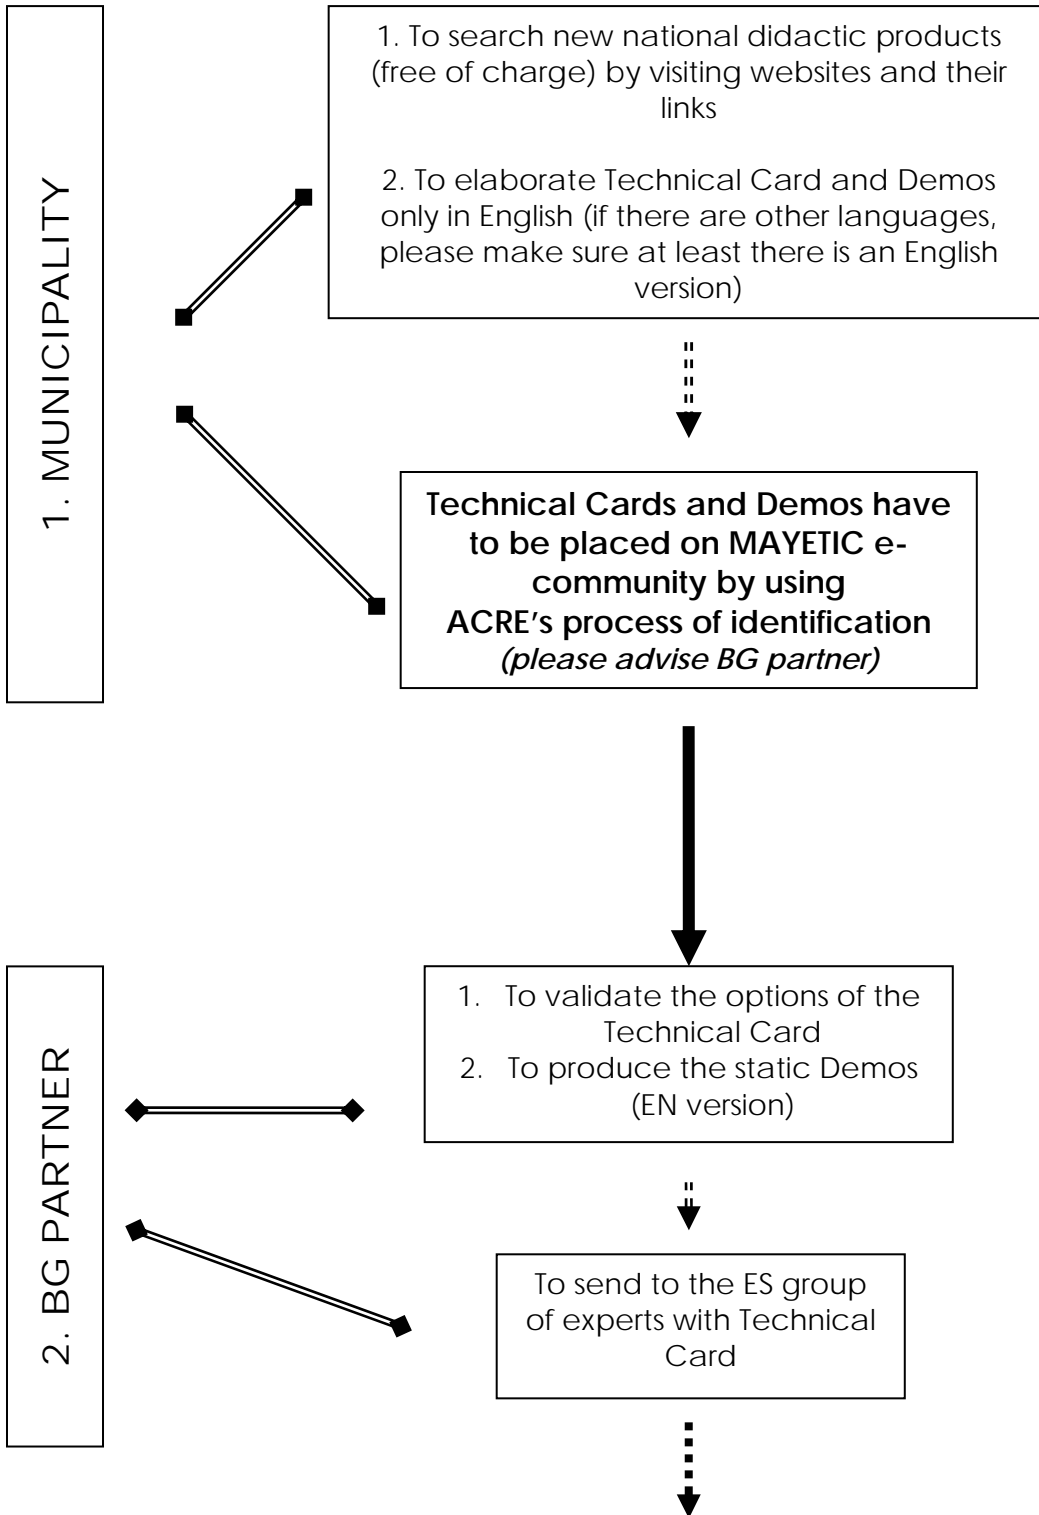 1. MUNICIPALITY
1. To search new national didactic products
(free of charge) by visiting websites and their
links
2. To elaborate Technical Card and Demos
only in English (if there are other languages,
please make sure at least there is an English
version)
Technical Cards and Demos have
to be placed on MAYETIC e-
community by using
ACRE's process of identification
(please advise BG partner)
2. BG PARTNER
1. To validate the options of the
Technical Card
2. To produce the static Demos
(EN version)
To send to the ES group
of experts with Technical
Card